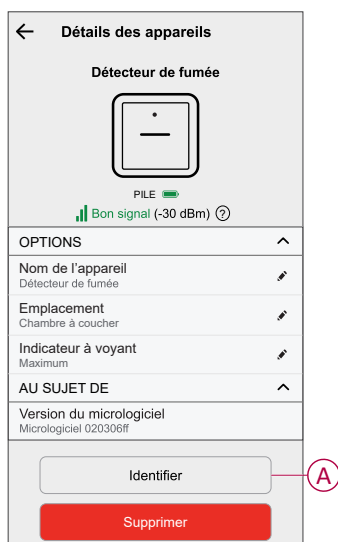 Détails des appareils
Détecteur de fumée
PILE
Bon signal (-30 dBm) ?
OPTIONS
Nom de l'appareil
Détecteur de fumée
Emplacement
Chambre à coucher
Indicateur à voyant
Maximum
AU SUJET DE
Version du micrologiciel
Micrologiciel 020306ff
Identifier
A
Supprimer